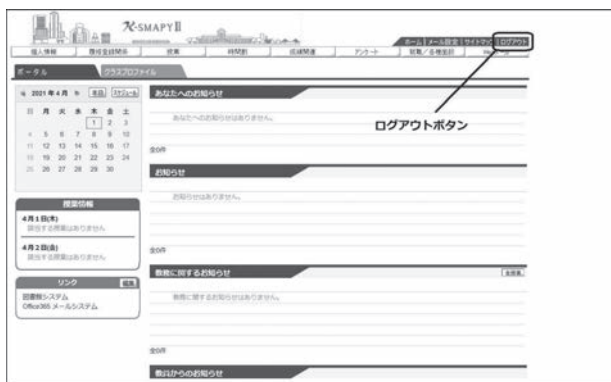 K-SMAPYⅡ
ホーム | メール設定 | サイトマップ | ログアウト
個人情報 履修登録関係 授業 時間割 成績関連 アンケート
ポータル クラスプロファイル
2021年4月 本日 スケジュール
日 月 火 水 木 金 土
1 2 3
4 5 6 7 8 9 10
11 12 13 14 15 16 17
18 19 20 21 22 23 24
25 26 27 28 29 30
授業情報
4月1日(木)
該当する授業はありません
4月2日(金)
該当する授業はありません
リンク 編集
図書館システム
Office365 メールシステム
あなたへのお知らせ
あなたへのお知らせはありません。
全0件
お知らせ
お知らせはありません。
全0件
教務に関するお知らせ
教務に関するお知らせはありません。
全0件
教員からのお知らせ
ログアウトボタン